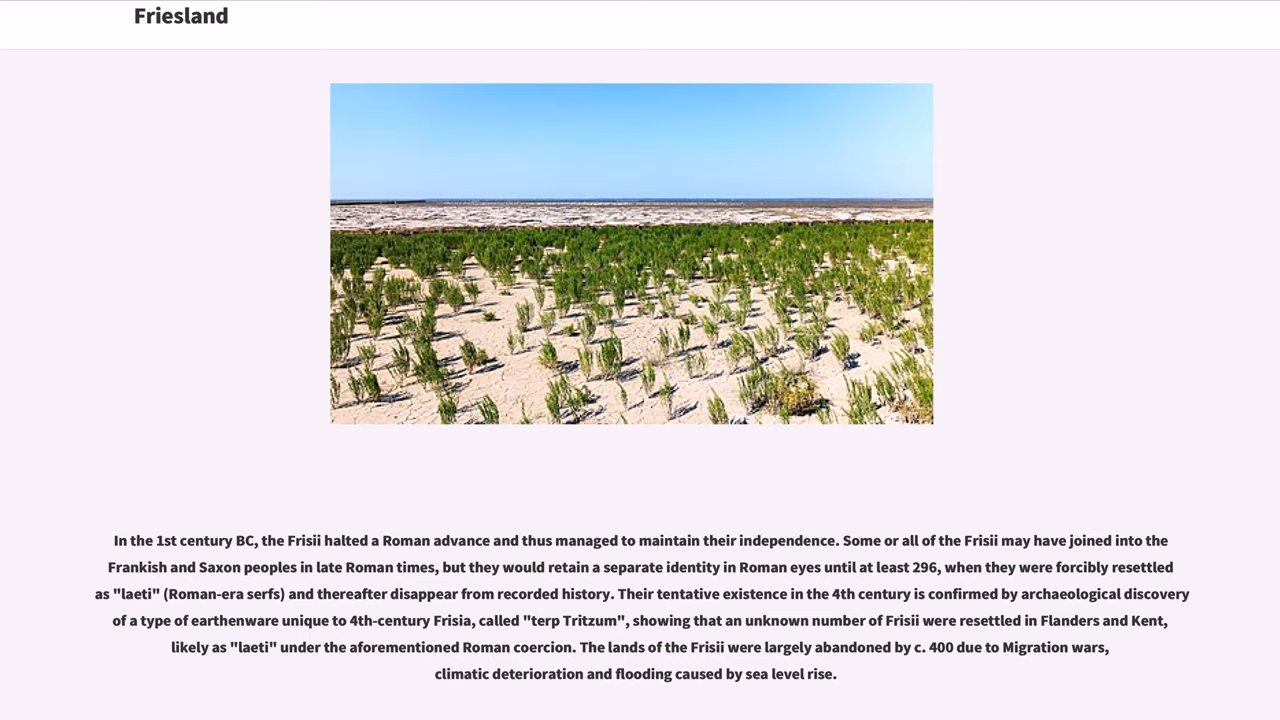 Friesland
In the 1st century BC, the Frisii halted a Roman advance and thus managed to maintain their independence. Some or all of the Frisii may have joined into the
Frankish and Saxon peoples in late Roman times, but they would retain a separate identity in Roman eyes until at least 296, when they were forcibly resettled
as "laeti" (Roman-era serfs) and thereafter disappear from recorded history. Their tentative existence in the 4th century is confirmed by archaeological discovery
of a type of earthenware unique to 4th-century Frisia, called "terp Tritzum", showing that an unknown number of Frisii were resettled in Flanders and Kent,
likely as "laeti" under the aforementioned Roman coercion. The lands of the Frisii were largely abandoned by c. 400 due to Migration wars,
climatic deterioration and flooding caused by sea level rise.